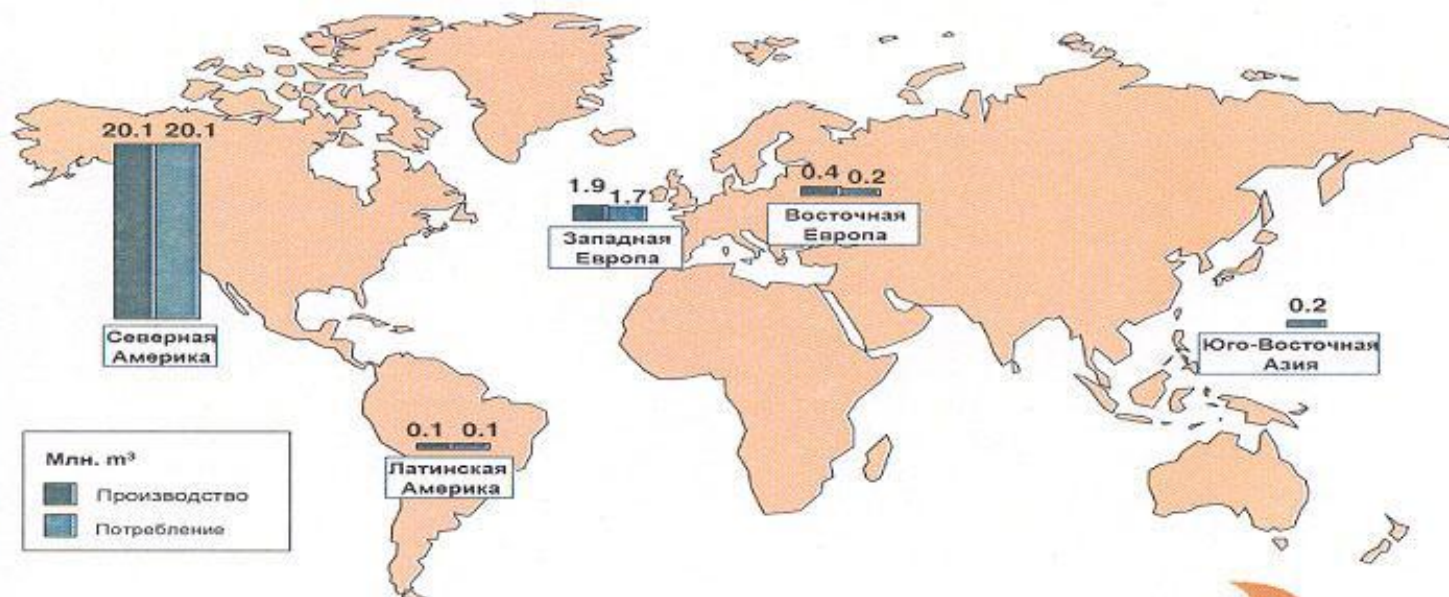 20.1 20.1
Северная
Америка
1.9 1.7
Западная
Европа
0.4 0.2
Восточная
Европа
0.2
Юго-Восточная
Азия
0.1 0.1
Латинская
Америка
Млн. m³
Производство
Потребление